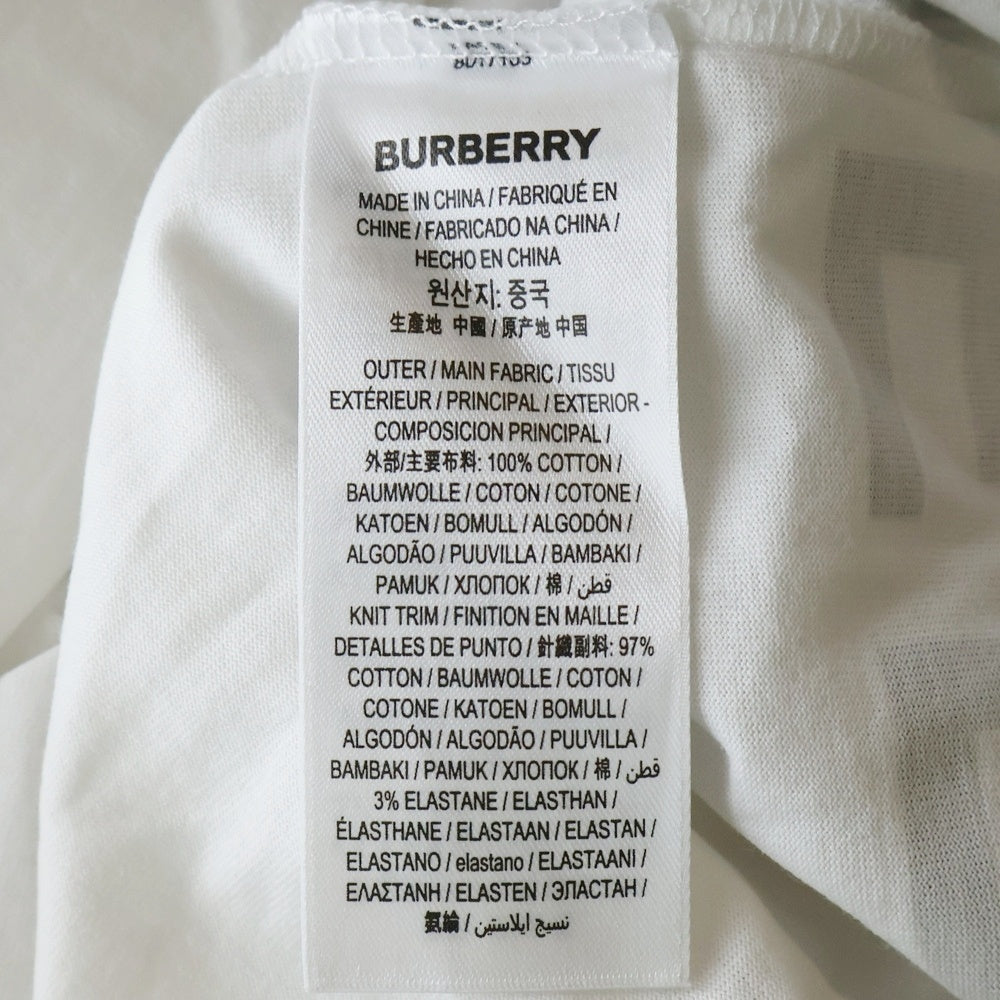 BURBERRY
MADE IN CHINA / FABRIQUÉ EN
CHINE / FABRICADO NA CHINA /
HECHO EN CHINA
원산지: 중국
生產地 中國 / 原产地 中国
OUTER / MAIN FABRIC / TISSU
EXTÉRIEUR / PRINCIPAL / EXTERIOR -
COMPOSICION PRINCIPAL /
外部/主要布料: 100% COTTON /
BAUMWOLLE / COTON / COTONE /
KATOEN / BOMULL / ALGODÓN /
ALGODÃO / PUUVILLA / BAMBAKI /
PAMUK / ХЛОПОК / 棉 / قطن
KNIT TRIM / FINITION EN MAILLE /
DETALLES DE PUNTO / 針織副料: 97%
COTTON / BAUMWOLLE / COTON /
COTONE / KATOEN / BOMULL /
ALGODÓN / ALGODÃO / PUUVILLA /
BAMBAKI / PAMUK / ХЛОПОК / 棉 / قطن
3% ELASTANE / ELASTHAN /
ÉLASTHANE / ELASTAAN / ELASTAN /
ELASTANO / elastano / ELASTAANI /
ΕΛΑΣΤΑΝΗ / ELASTEN / ЭЛАСТАН /
氨綸 / نسيج ايلاستين